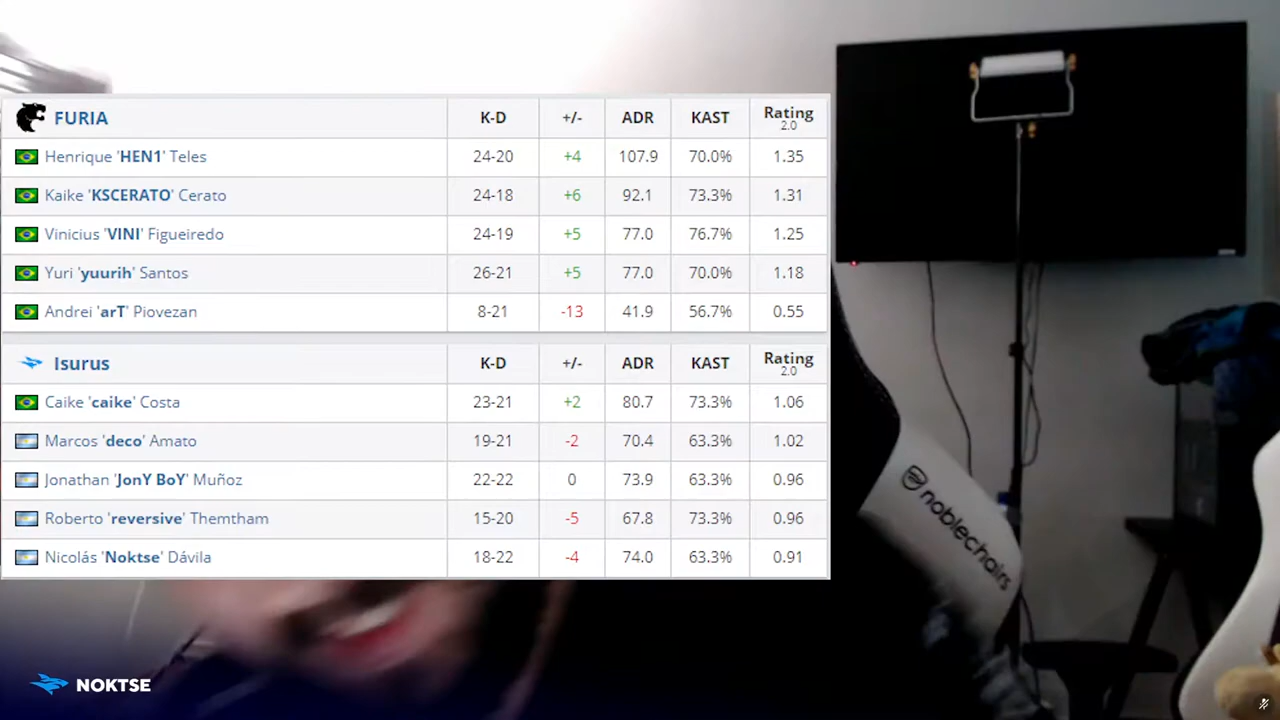 FURIA K-D +/- ADR KAST Rating 2.0
Henrique 'HEN1' Teles 24-20 +4 107.9 70.0% 1.35
Kaike 'KSCERATO' Cerato 24-18 +6 92.1 73.3% 1.31
Vinicius 'VINI' Figueiredo 24-19 +5 77.0 76.7% 1.25
Yuri 'yuurih' Santos 26-21 +5 77.0 70.0% 1.18
Andrei 'arT' Piovezan 8-21 -13 41.9 56.7% 0.55
Isurus K-D +/- ADR KAST Rating 2.0
Caike 'caike' Costa 23-21 +2 80.7 73.3% 1.06
Marcos 'deco' Amato 19-21 -2 70.4 63.3% 1.02
Jonathan 'JonY BoY' Muñoz 22-22 0 73.9 63.3% 0.96
Roberto 'reversive' Themtham 15-20 -5 67.8 73.3% 0.96
Nicolás 'Noktse' Dávila 18-22 -4 74.0 63.3% 0.91
noblechairs
NOKTSE